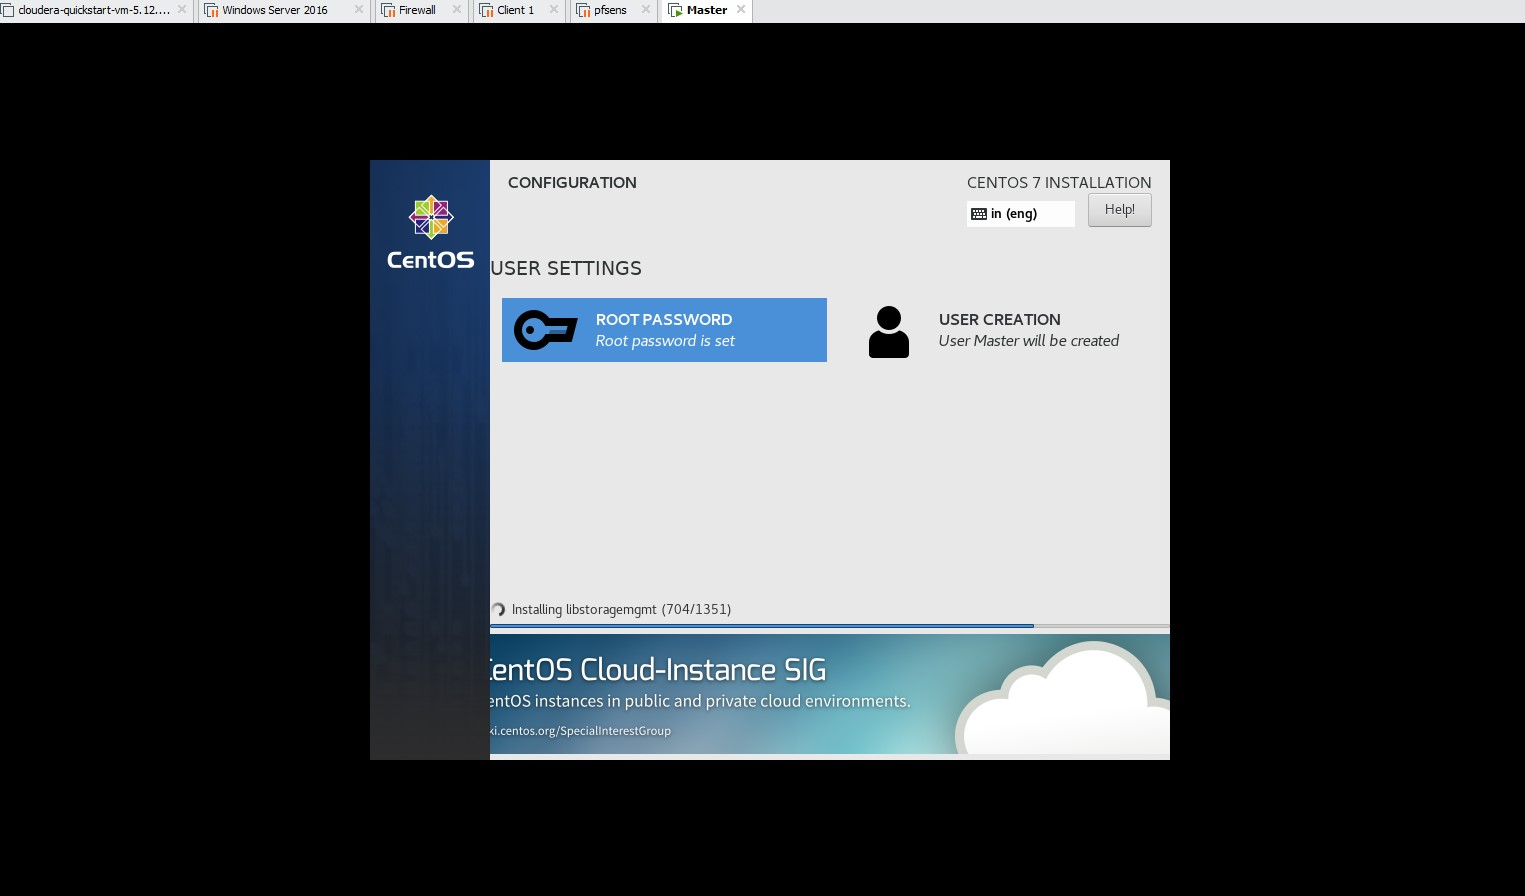 cloudera-quickstart-vm-5.12....
Windows Server 2016
Firewall
Client 1
pfsens
Master
CentOS
CONFIGURATION
CENTOS 7 INSTALLATION
in (eng)
Help!
USER SETTINGS
ROOT PASSWORD
Root password is set
USER CREATION
User Master will be created
Installing libstoragemgmt (704/1351)
entOS Cloud-Instance SIG
entOS instances in public and private cloud environments.
ki.centos.org/SpecialInterestGroup